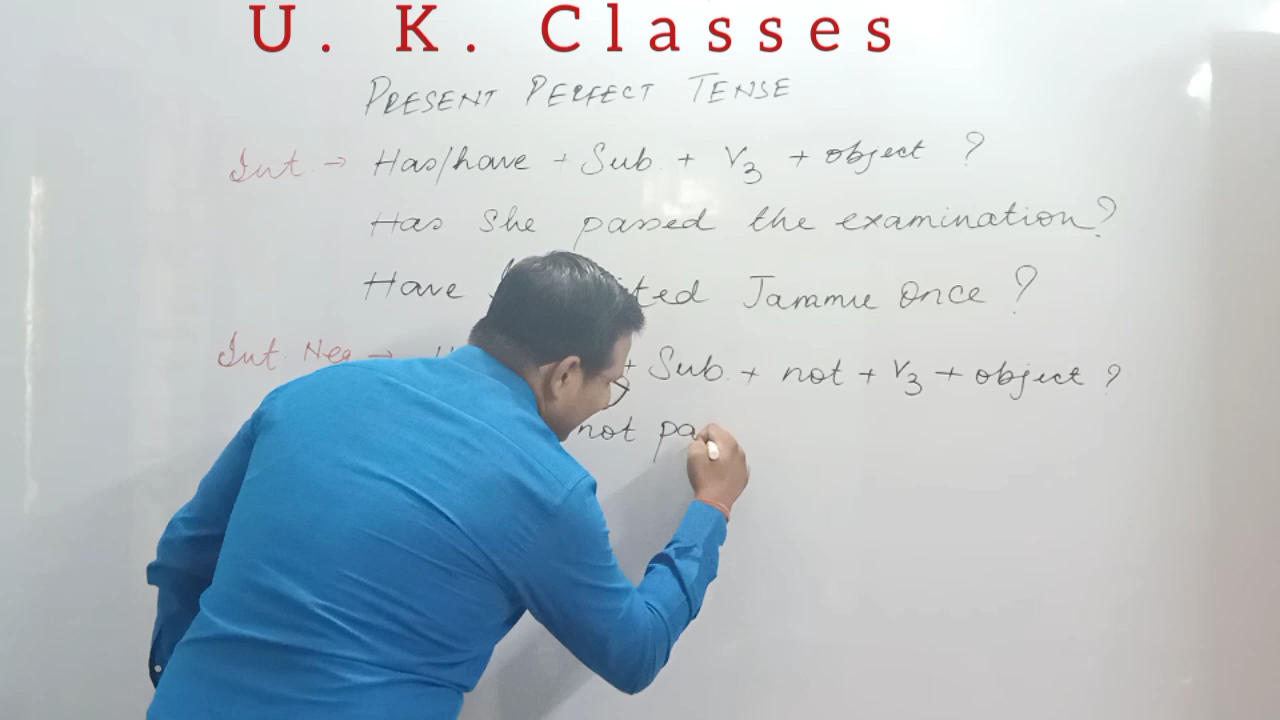 U. K. Classes
PRESENT PERFECT TENSE
Int. → Has/have + Sub. + V3 + object ?
Has She passed the examination?
Have Jammu once ?
Int. Neg → + Sub. + not + V3 + object ?
not pa